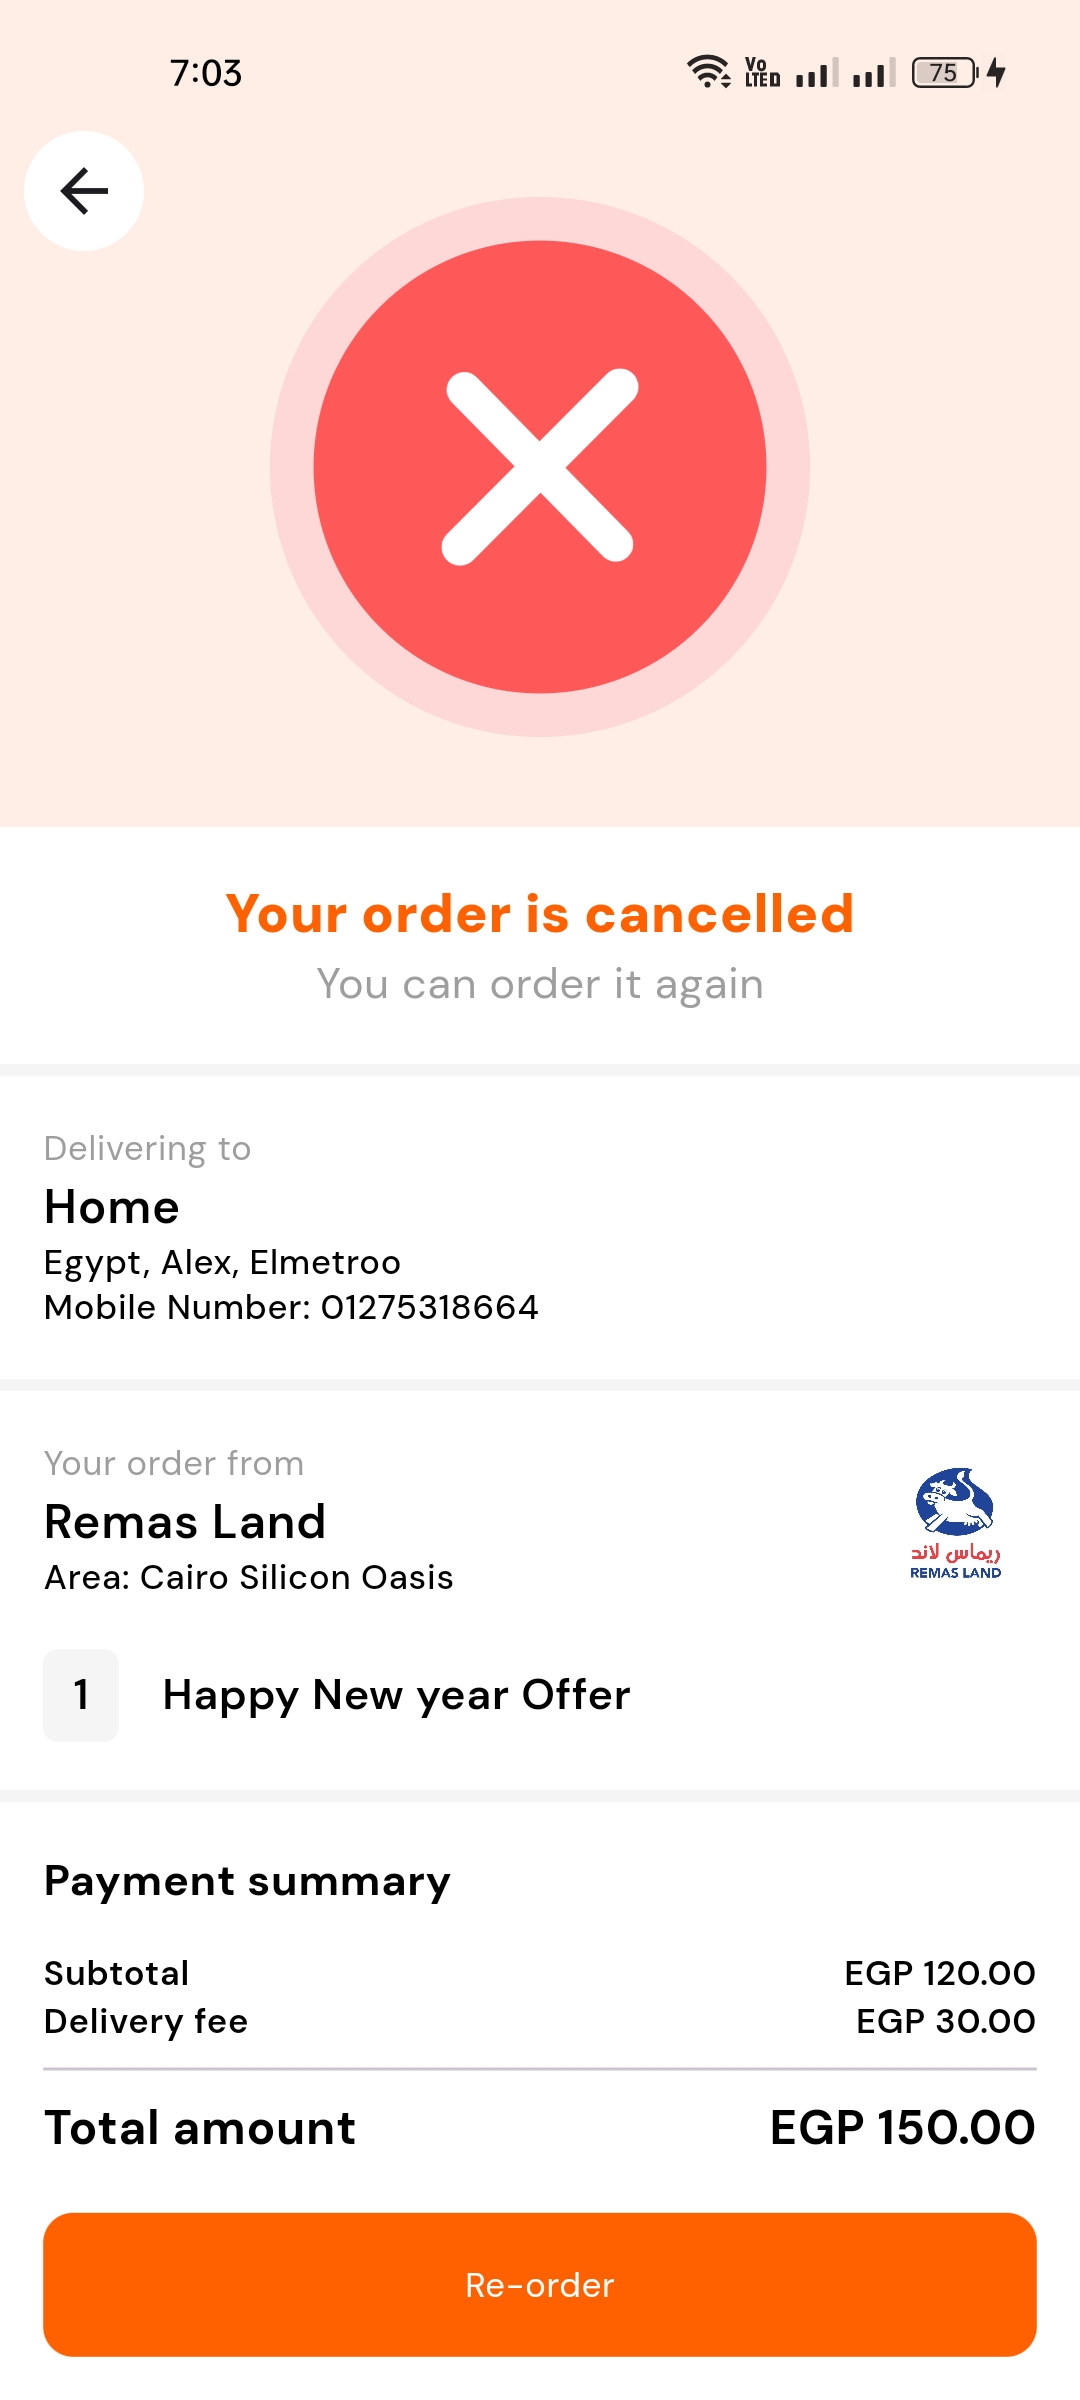 7:03
Vo
LTED
75
Your order is cancelled
You can order it again
Delivering to
Home
Egypt, Alex, Elmetroo
Mobile Number: 01275318664
Your order from
Remas Land
Area: Cairo Silicon Oasis
ريماس لاند
REMAS LAND
1
Happy New year Offer
Payment summary
Subtotal EGP 120.00
Delivery fee EGP 30.00
Total amount EGP 150.00
Re-order